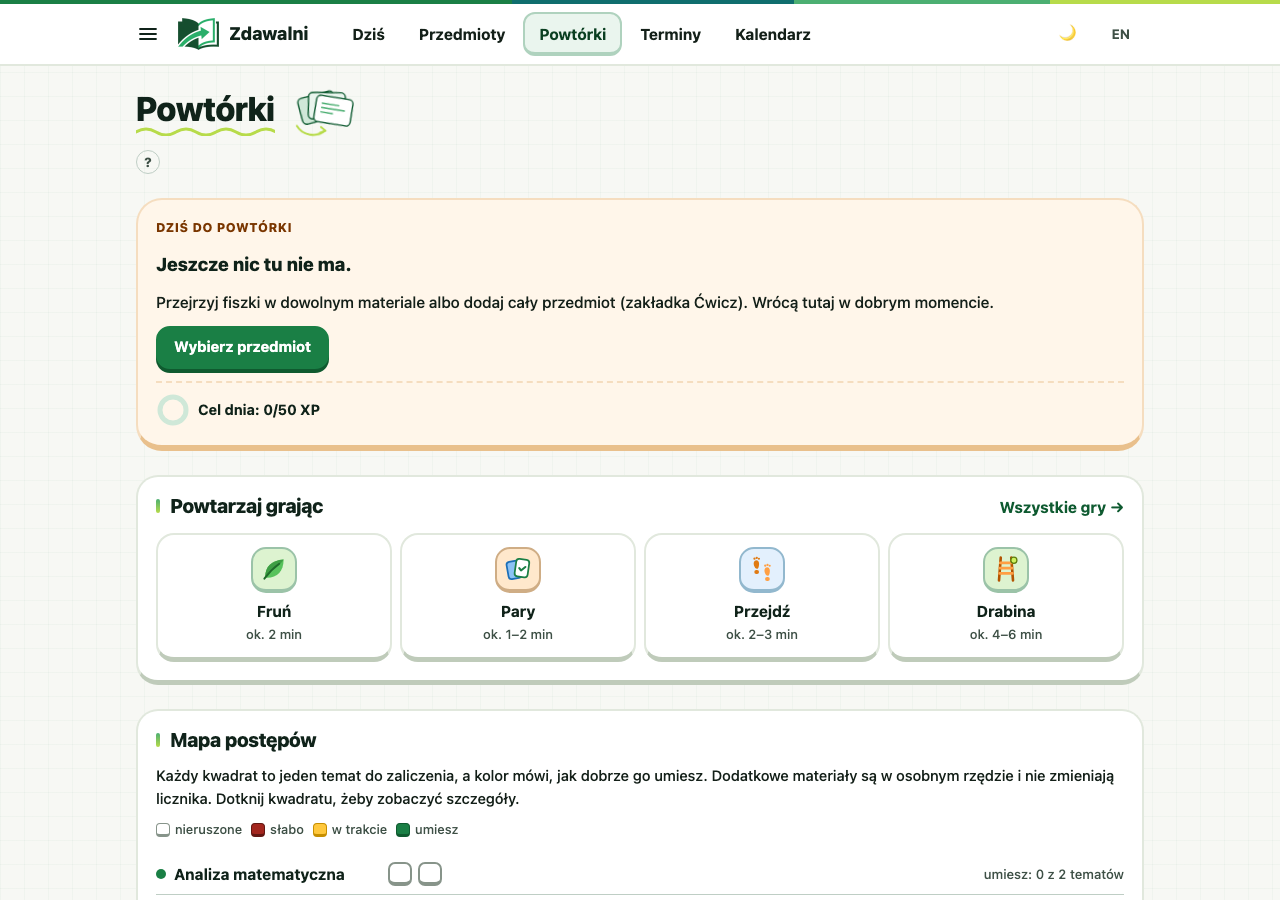 Zdawalni
Dziś
Przedmioty
Powtórki
Terminy
Kalendarz
EN
Powtórki
?
DZIŚ DO POWTÓRKI
Jeszcze nic tu nie ma.
Przejrzyj fiszki w dowolnym materiale albo dodaj cały przedmiot (zakładka Ćwicz). Wrócą tutaj w dobrym momencie.
Wybierz przedmiot
Cel dnia: 0/50 XP
Powtarzaj grając
Wszystkie gry →
Fruń
ok. 2 min
Pary
ok. 1–2 min
Przejdź
ok. 2–3 min
Drabina
ok. 4–6 min
Mapa postępów
Każdy kwadrat to jeden temat do zaliczenia, a kolor mówi, jak dobrze go umiesz. Dodatkowe materiały są w osobnym rzędzie i nie zmieniają
licznika. Dotknij kwadratu, żeby zobaczyć szczegóły.
nieruszone słabo w trakcie umiesz
Analiza matematyczna
umiesz: 0 z 2 tematów